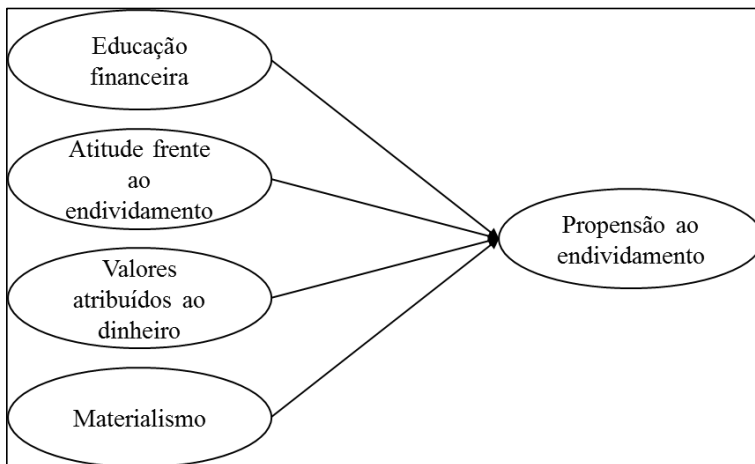 Educação
financeira
Atitude frente
ao
endividamento
Valores
atribuídos ao
dinheiro
Materialismo
Propensão ao
endividamento